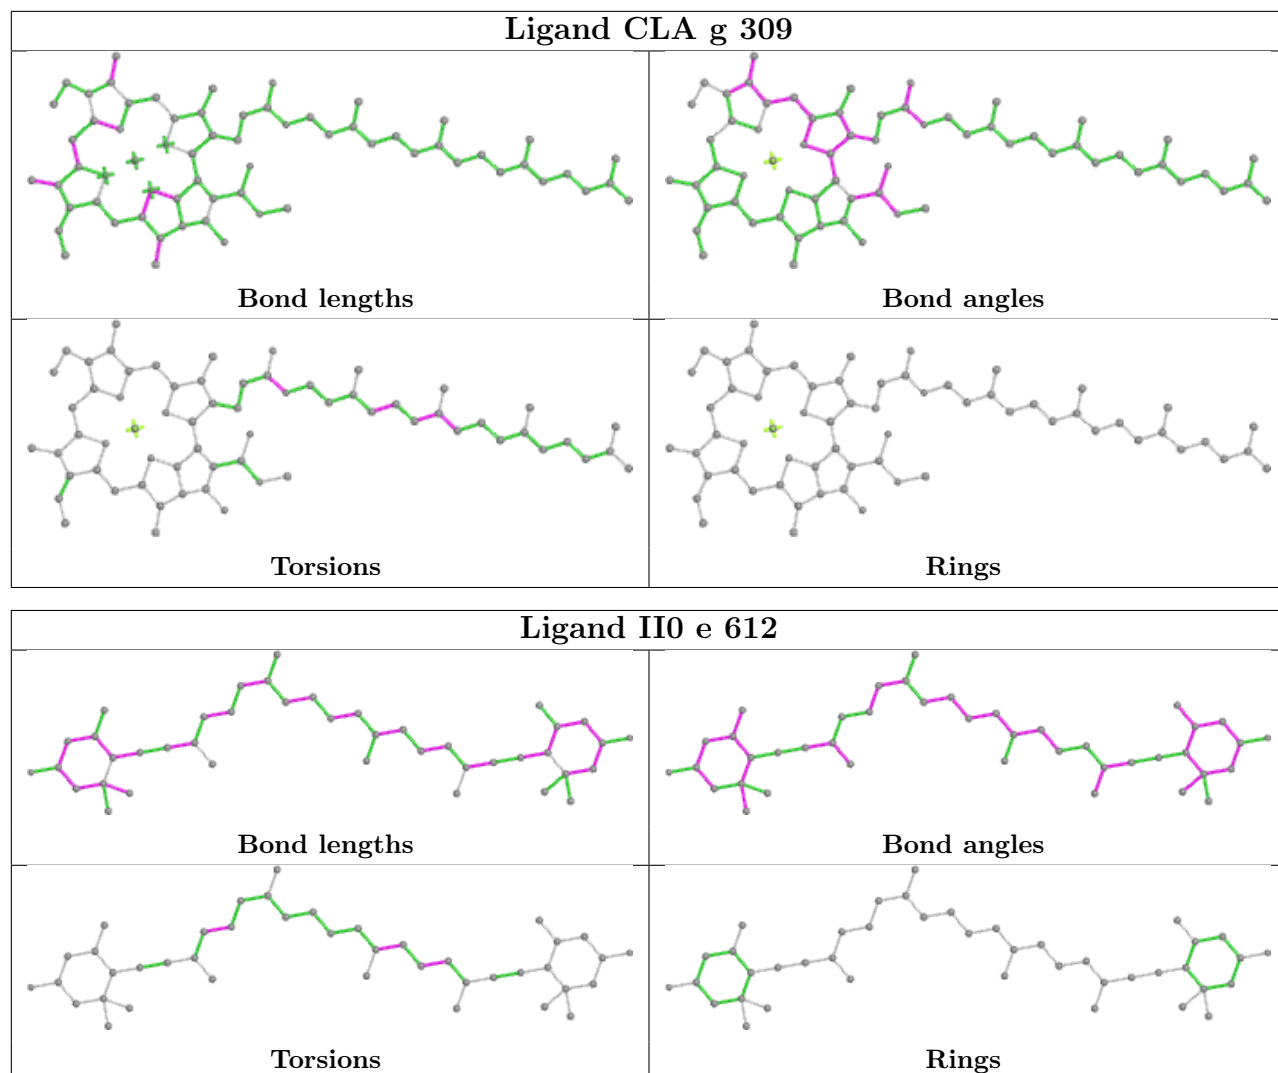 Ligand CLA g 309
Bond lengths
Bond angles
Torsions
Rings
Ligand II0 e 612
Bond lengths
Bond angles
Torsions
Rings